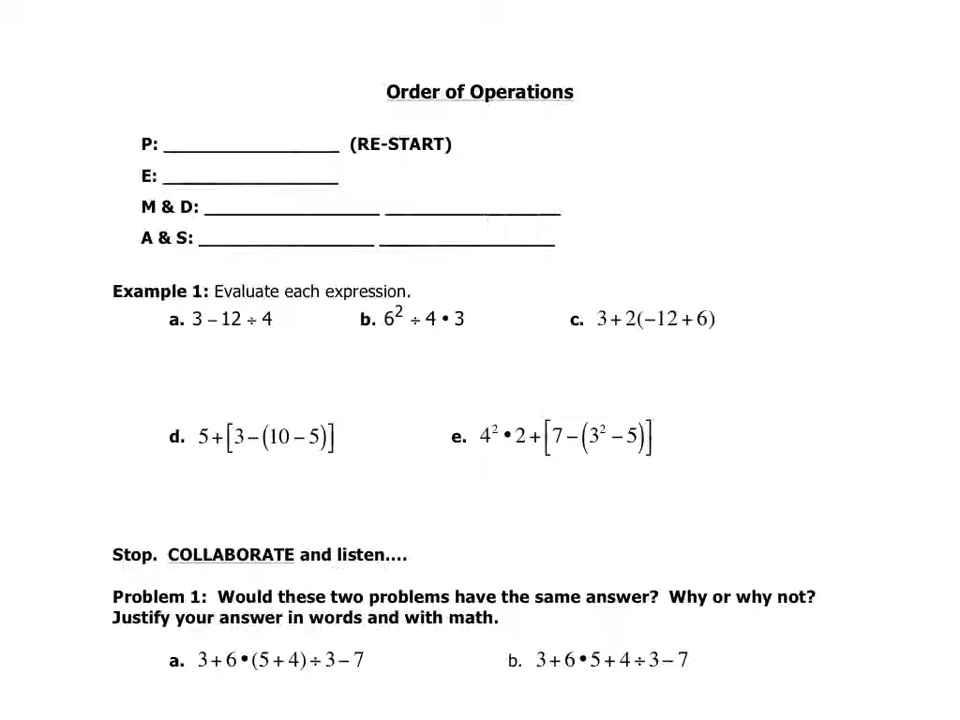 Order of Operations
P: __________________ (RE-START)
E: __________________
M & D: __________________ __________________
A & S: __________________ __________________
Example 1: Evaluate each expression.
a. 3 – 12 ÷ 4 b. 6² ÷ 4 • 3 c. 3+2(−12+6)
d. 5+[3−(10−5)] e. 4²•2+[7−(3²−5)]
Stop. COLLABORATE and listen....
Problem 1: Would these two problems have the same answer? Why or why not?
Justify your answer in words and with math.
a. 3+6•(5+4)÷3−7 b. 3+6•5+4÷3−7